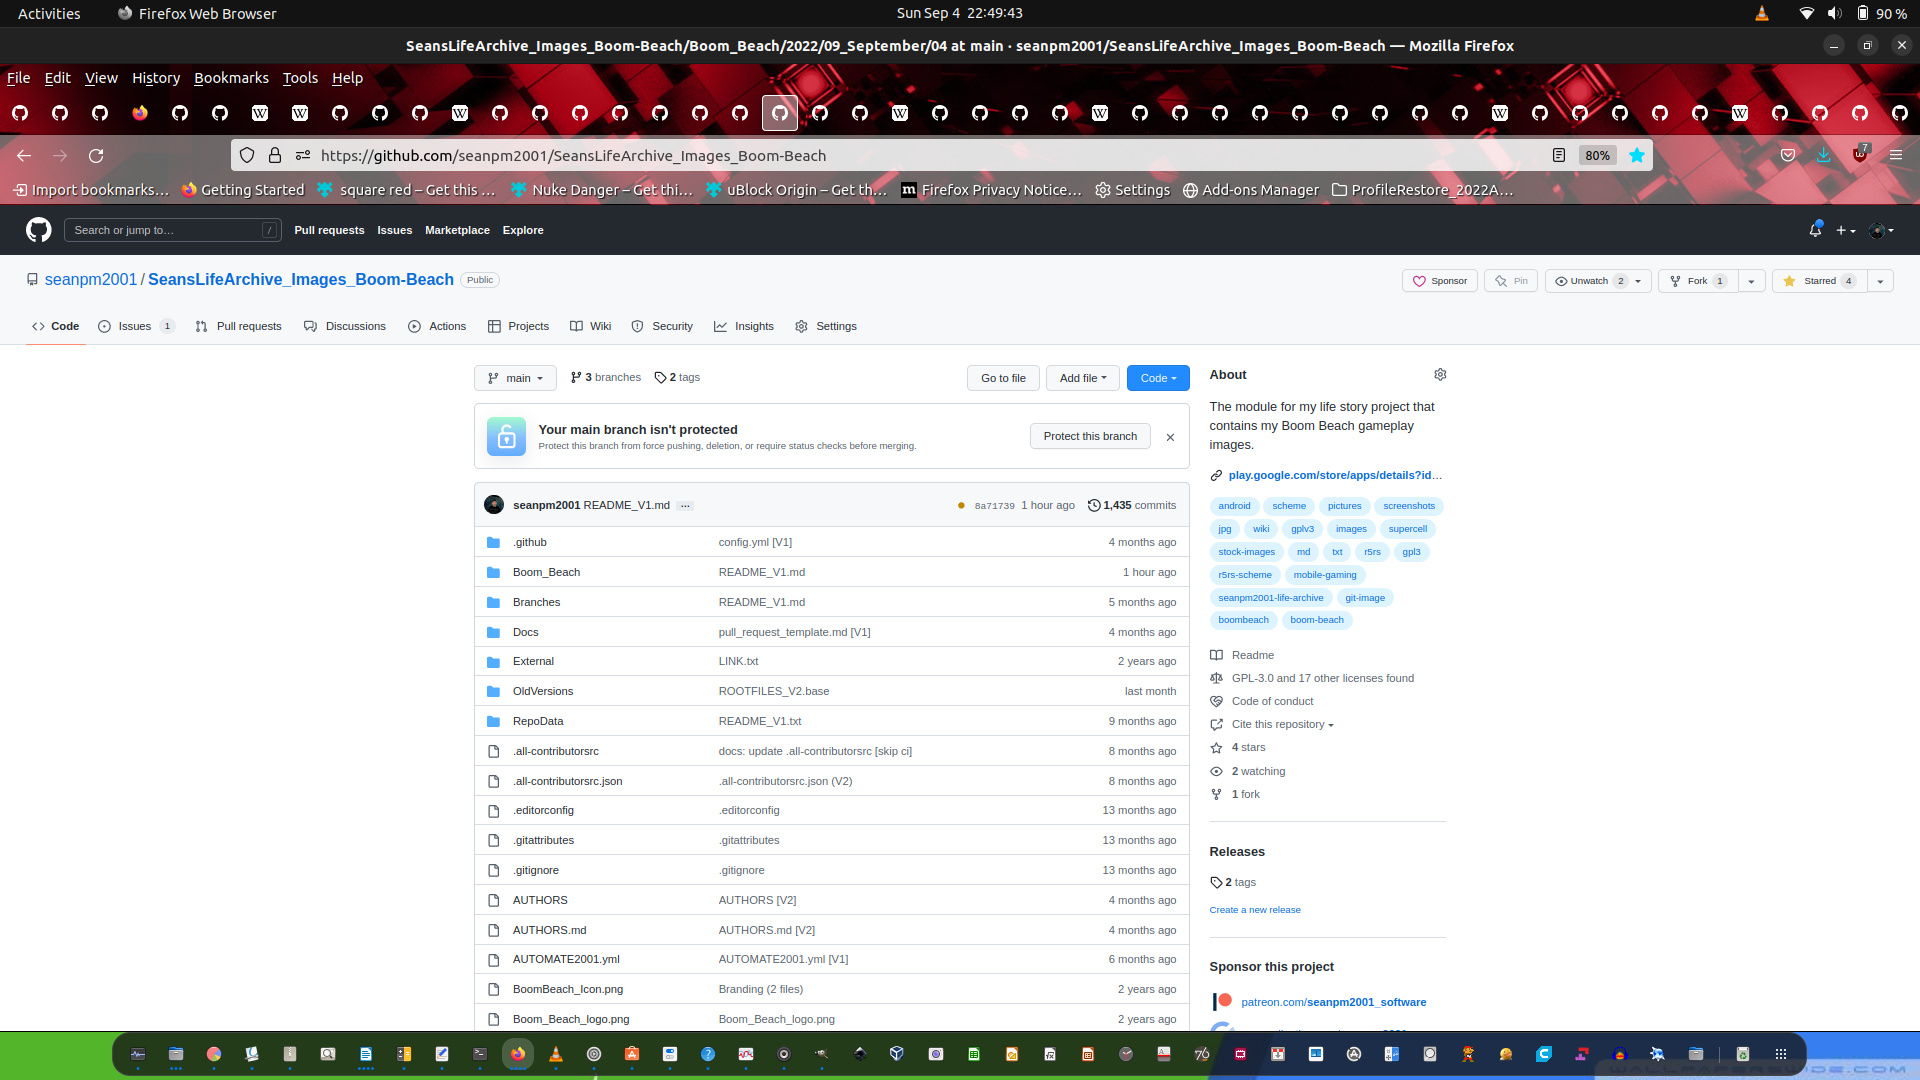 Activities Firefox Web Browser Sun Sep 4 22:49:43 90 %
SeansLifeArchive_Images_Boom-Beach/Boom_Beach/2022/09_September/04 at main · seanpm2001/SeansLifeArchive_Images_Boom-Beach — Mozilla Firefox
File Edit View History Bookmarks Tools Help
https://github.com/seanpm2001/SeansLifeArchive_Images_Boom-Beach 80% 7
Import bookmarks… Getting Started square red – Get this … Nuke Danger – Get thi… uBlock Origin – Get th… Firefox Privacy Notice… Settings Add-ons Manager ProfileRestore_2022A…
Search or jump to… / Pull requests Issues Marketplace Explore
seanpm2001 / SeansLifeArchive_Images_Boom-Beach Public Sponsor Pin Unwatch 2 Fork 1 Starred 4
Code Issues 1 Pull requests Discussions Actions Projects Wiki Security Insights Settings
main 3 branches 2 tags Go to file Add file Code
Your main branch isn't protected
Protect this branch from force pushing, deletion, or require status checks before merging.
Protect this branch
seanpm2001 README_V1.md ... 8a71739 1 hour ago 1,435 commits
.github config.yml [V1] 4 months ago
Boom_Beach README_V1.md 1 hour ago
Branches README_V1.md 5 months ago
Docs pull_request_template.md [V1] 4 months ago
External LINK.txt 2 years ago
OldVersions ROOTFILES_V2.base last month
RepoData README_V1.txt 9 months ago
.all-contributorsrc docs: update .all-contributorsrc [skip ci] 8 months ago
.all-contributorsrc.json .all-contributorsrc.json (V2) 8 months ago
.editorconfig .editorconfig 13 months ago
.gitattributes .gitattributes 13 months ago
.gitignore .gitignore 13 months ago
AUTHORS AUTHORS [V2] 4 months ago
AUTHORS.md AUTHORS.md [V2] 4 months ago
AUTOMATE2001.yml AUTOMATE2001.yml [V1] 6 months ago
BoomBeach_Icon.png Branding (2 files) 2 years ago
Boom_Beach_logo.png Boom_Beach_logo.png 2 years ago
About
The module for my life story project that
contains my Boom Beach gameplay
images.
play.google.com/store/apps/details?id…
android scheme pictures screenshots
jpg wiki gplv3 images supercell
stock-images md txt r5rs gpl3
r5rs-scheme mobile-gaming
seanpm2001-life-archive git-image
boombeach boom-beach
Readme
GPL-3.0 and 17 other licenses found
Code of conduct
Cite this repository
4 stars
2 watching
1 fork
Releases
2 tags
Create a new release
Sponsor this project
patreon.com/seanpm2001_software